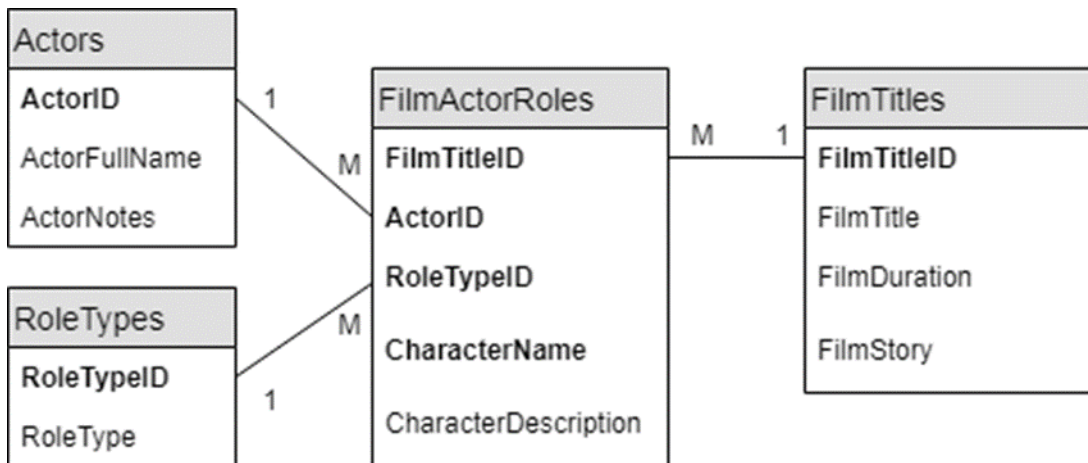 Actors
ActorID
ActorFullName
ActorNotes
RoleTypes
RoleTypeID
RoleType
1
M
M
1
FilmActorRoles
FilmTitleID
ActorID
RoleTypeID
CharacterName
CharacterDescription
M 1
FilmTitles
FilmTitleID
FilmTitle
FilmDuration
FilmStory